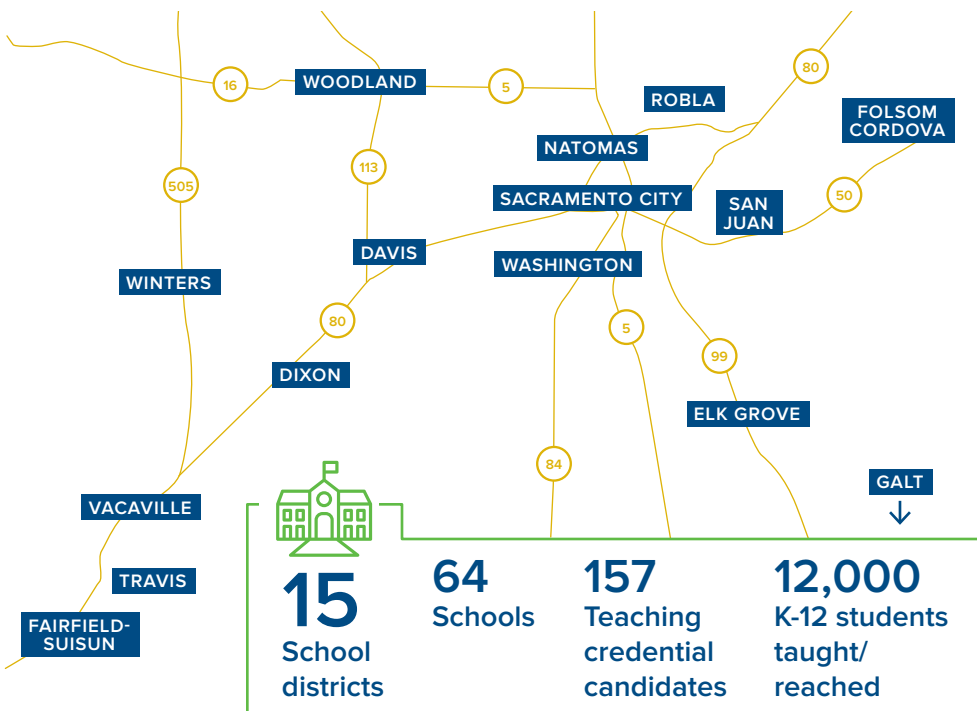 80
16
WOODLAND
5
ROBLA
FOLSOM
CORDOVA
NATOMAS
113
505
SACRAMENTO CITY
50
SAN
JUAN
DAVIS
WASHINGTON
WINTERS
80
5
99
DIXON
ELK GROVE
84
GALT
VACAVILLE
TRAVIS
FAIRFIELD-
SUISUN
15
School
districts
64
Schools
157
Teaching
credential
candidates
12,000
K-12 students
taught/
reached